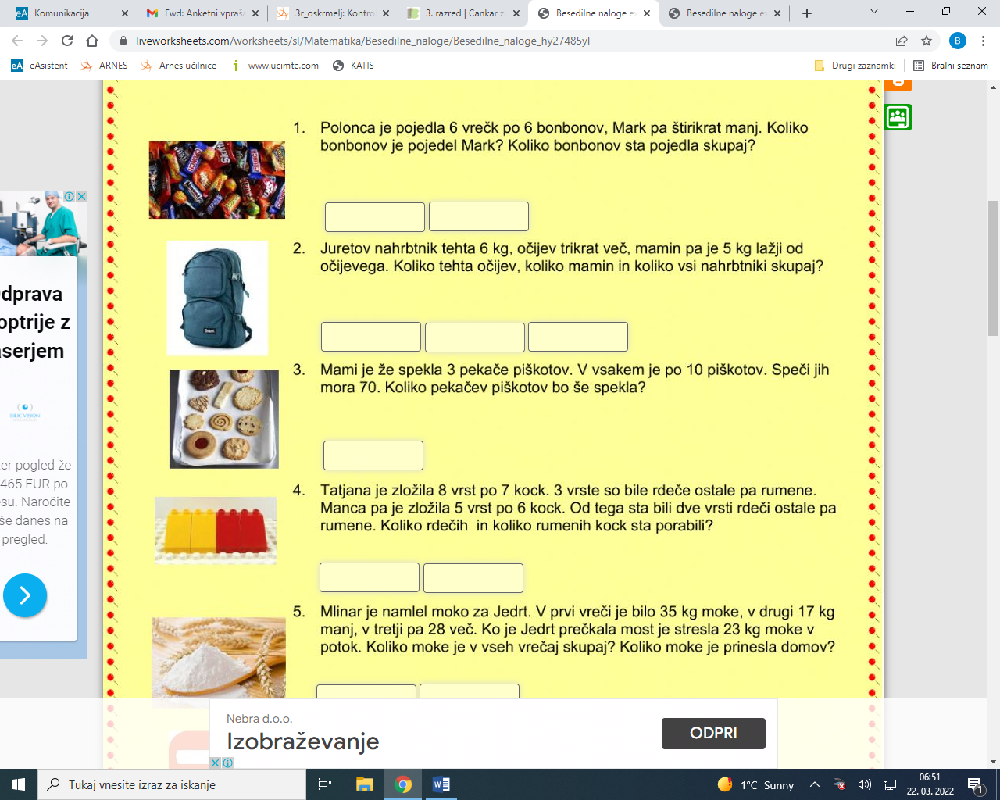 Komunikacija
Fwd: Anketni vpraša
3r_oskrmelj: Kontro
3. razred | Cankar z
Besedilne naloge e
Besedilne naloge e
liveworksheets.com/worksheets/sl/Matematika/Besedilne_naloge/Besedilne_naloge_hy27485yl
B
eA eAsistent
ARNES
Arnes učilnice
www.ucimte.com
KATIS
Drugi zaznamki
Bralni seznam
1. Polonca je pojedla 6 vrečk po 6 bonbonov, Mark pa štirikrat manj. Koliko
bonbonov je pojedel Mark? Koliko bonbonov sta pojedla skupaj?
2. Juretov nahrbtnik tehta 6 kg, očijev trikrat več, mamin pa je 5 kg lažji od
očijevega. Koliko tehta očijev, koliko mamin in koliko vsi nahrbtniki skupaj?
3. Mami je že spekla 3 pekače piškotov. V vsakem je po 10 piškotov. Speči jih
mora 70. Koliko pekačev piškotov bo še spekla?
4. Tatjana je zložila 8 vrst po 7 kock. 3 vrste so bile rdeče ostale pa rumene.
Manca pa je zložila 5 vrst po 6 kock. Od tega sta bili dve vrsti rdeči ostale pa
rumene. Koliko rdečih in koliko rumenih kock sta porabili?
5. Mlinar je namlel moko za Jedrt. V prvi vreči je bilo 35 kg moke, v drugi 17 kg
manj, v tretji pa 28 več. Ko je Jedrt prečkala most je stresla 23 kg moke v
potok. Koliko moke je v vseh vrečaj skupaj? Koliko moke je prinesla domov?
dprava
optrije z
serjem
BILIC VISION
er pogled že
465 EUR po
esu. Naročite
še danes na
pregled.
Nebra d.o.o.
Izobraževanje
ODPRI
Tukaj vnesite izraz za iskanje
1°C Sunny
06:51
22. 03. 2022
1